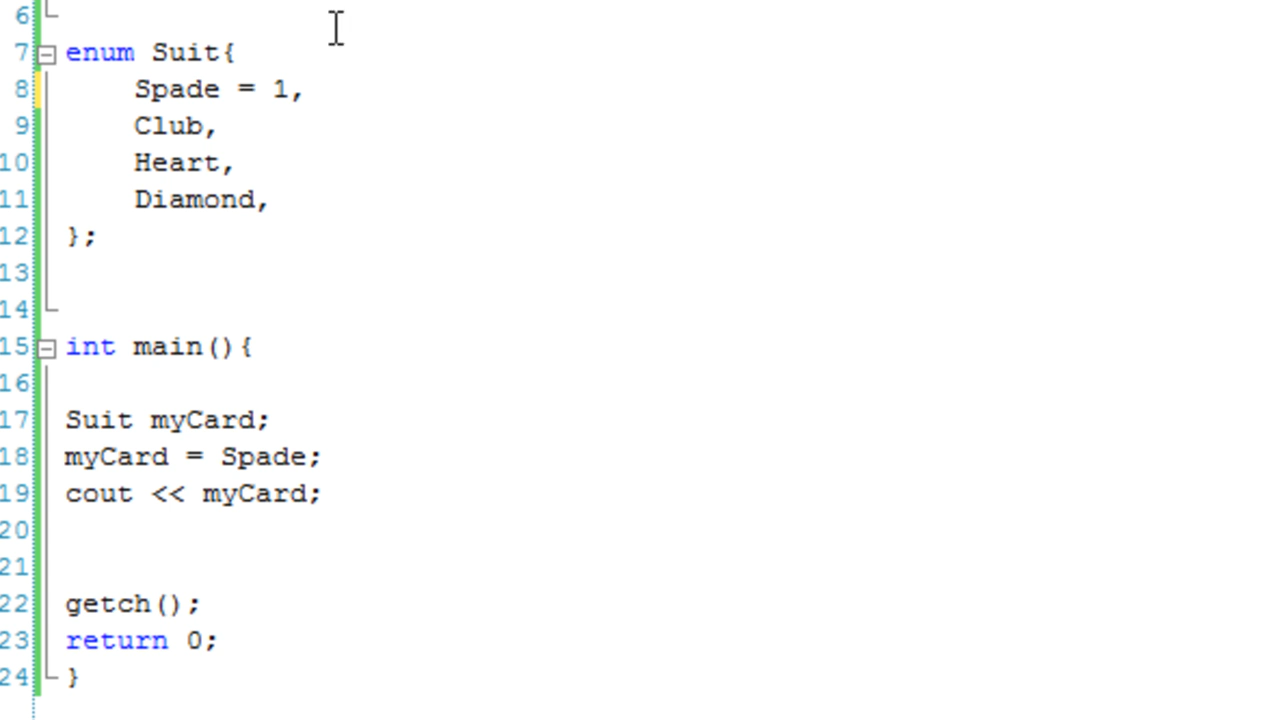 6
7 enum Suit{
8 Spade = 1,
9 Club,
10 Heart,
11 Diamond,
12 };
13
14
15 int main(){
16
17 Suit myCard;
18 myCard = Spade;
19 cout << myCard;
20
21
22 getch();
23 return 0;
24 }